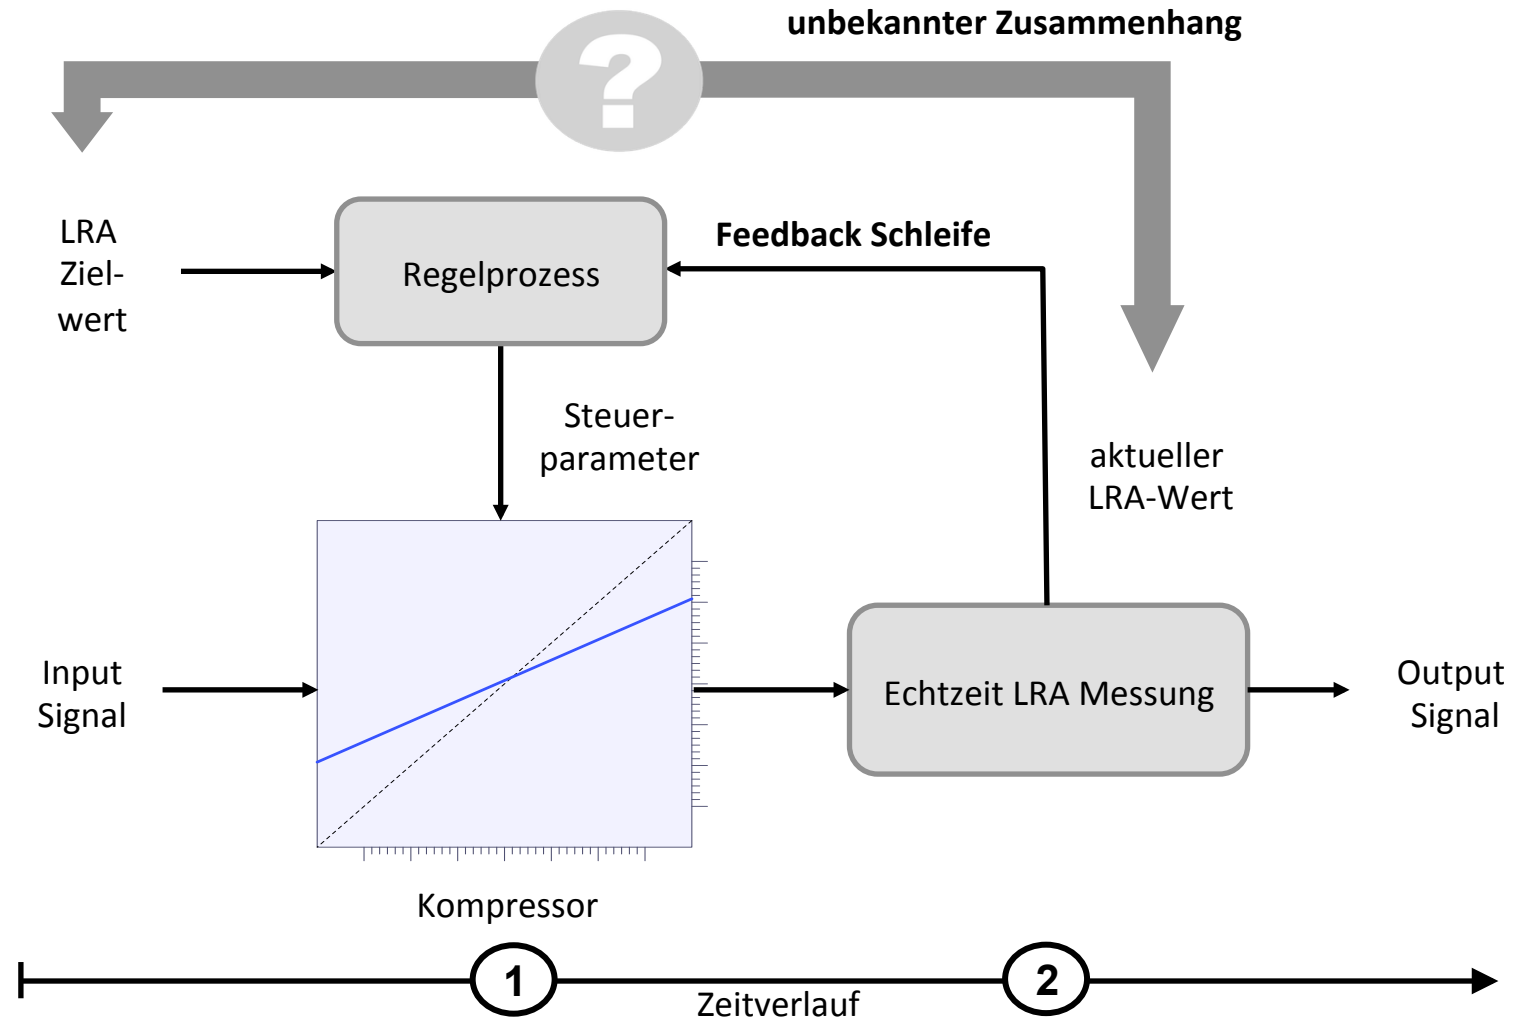 unbekannter Zusammenhang
?
LRA
Ziel-
wert
Regelprozess
Feedback Schleife
Steuer-
parameter
aktueller
LRA-Wert
Input
Signal
Echtzeit LRA Messung
Output
Signal
Kompressor
1
2
Zeitverlauf